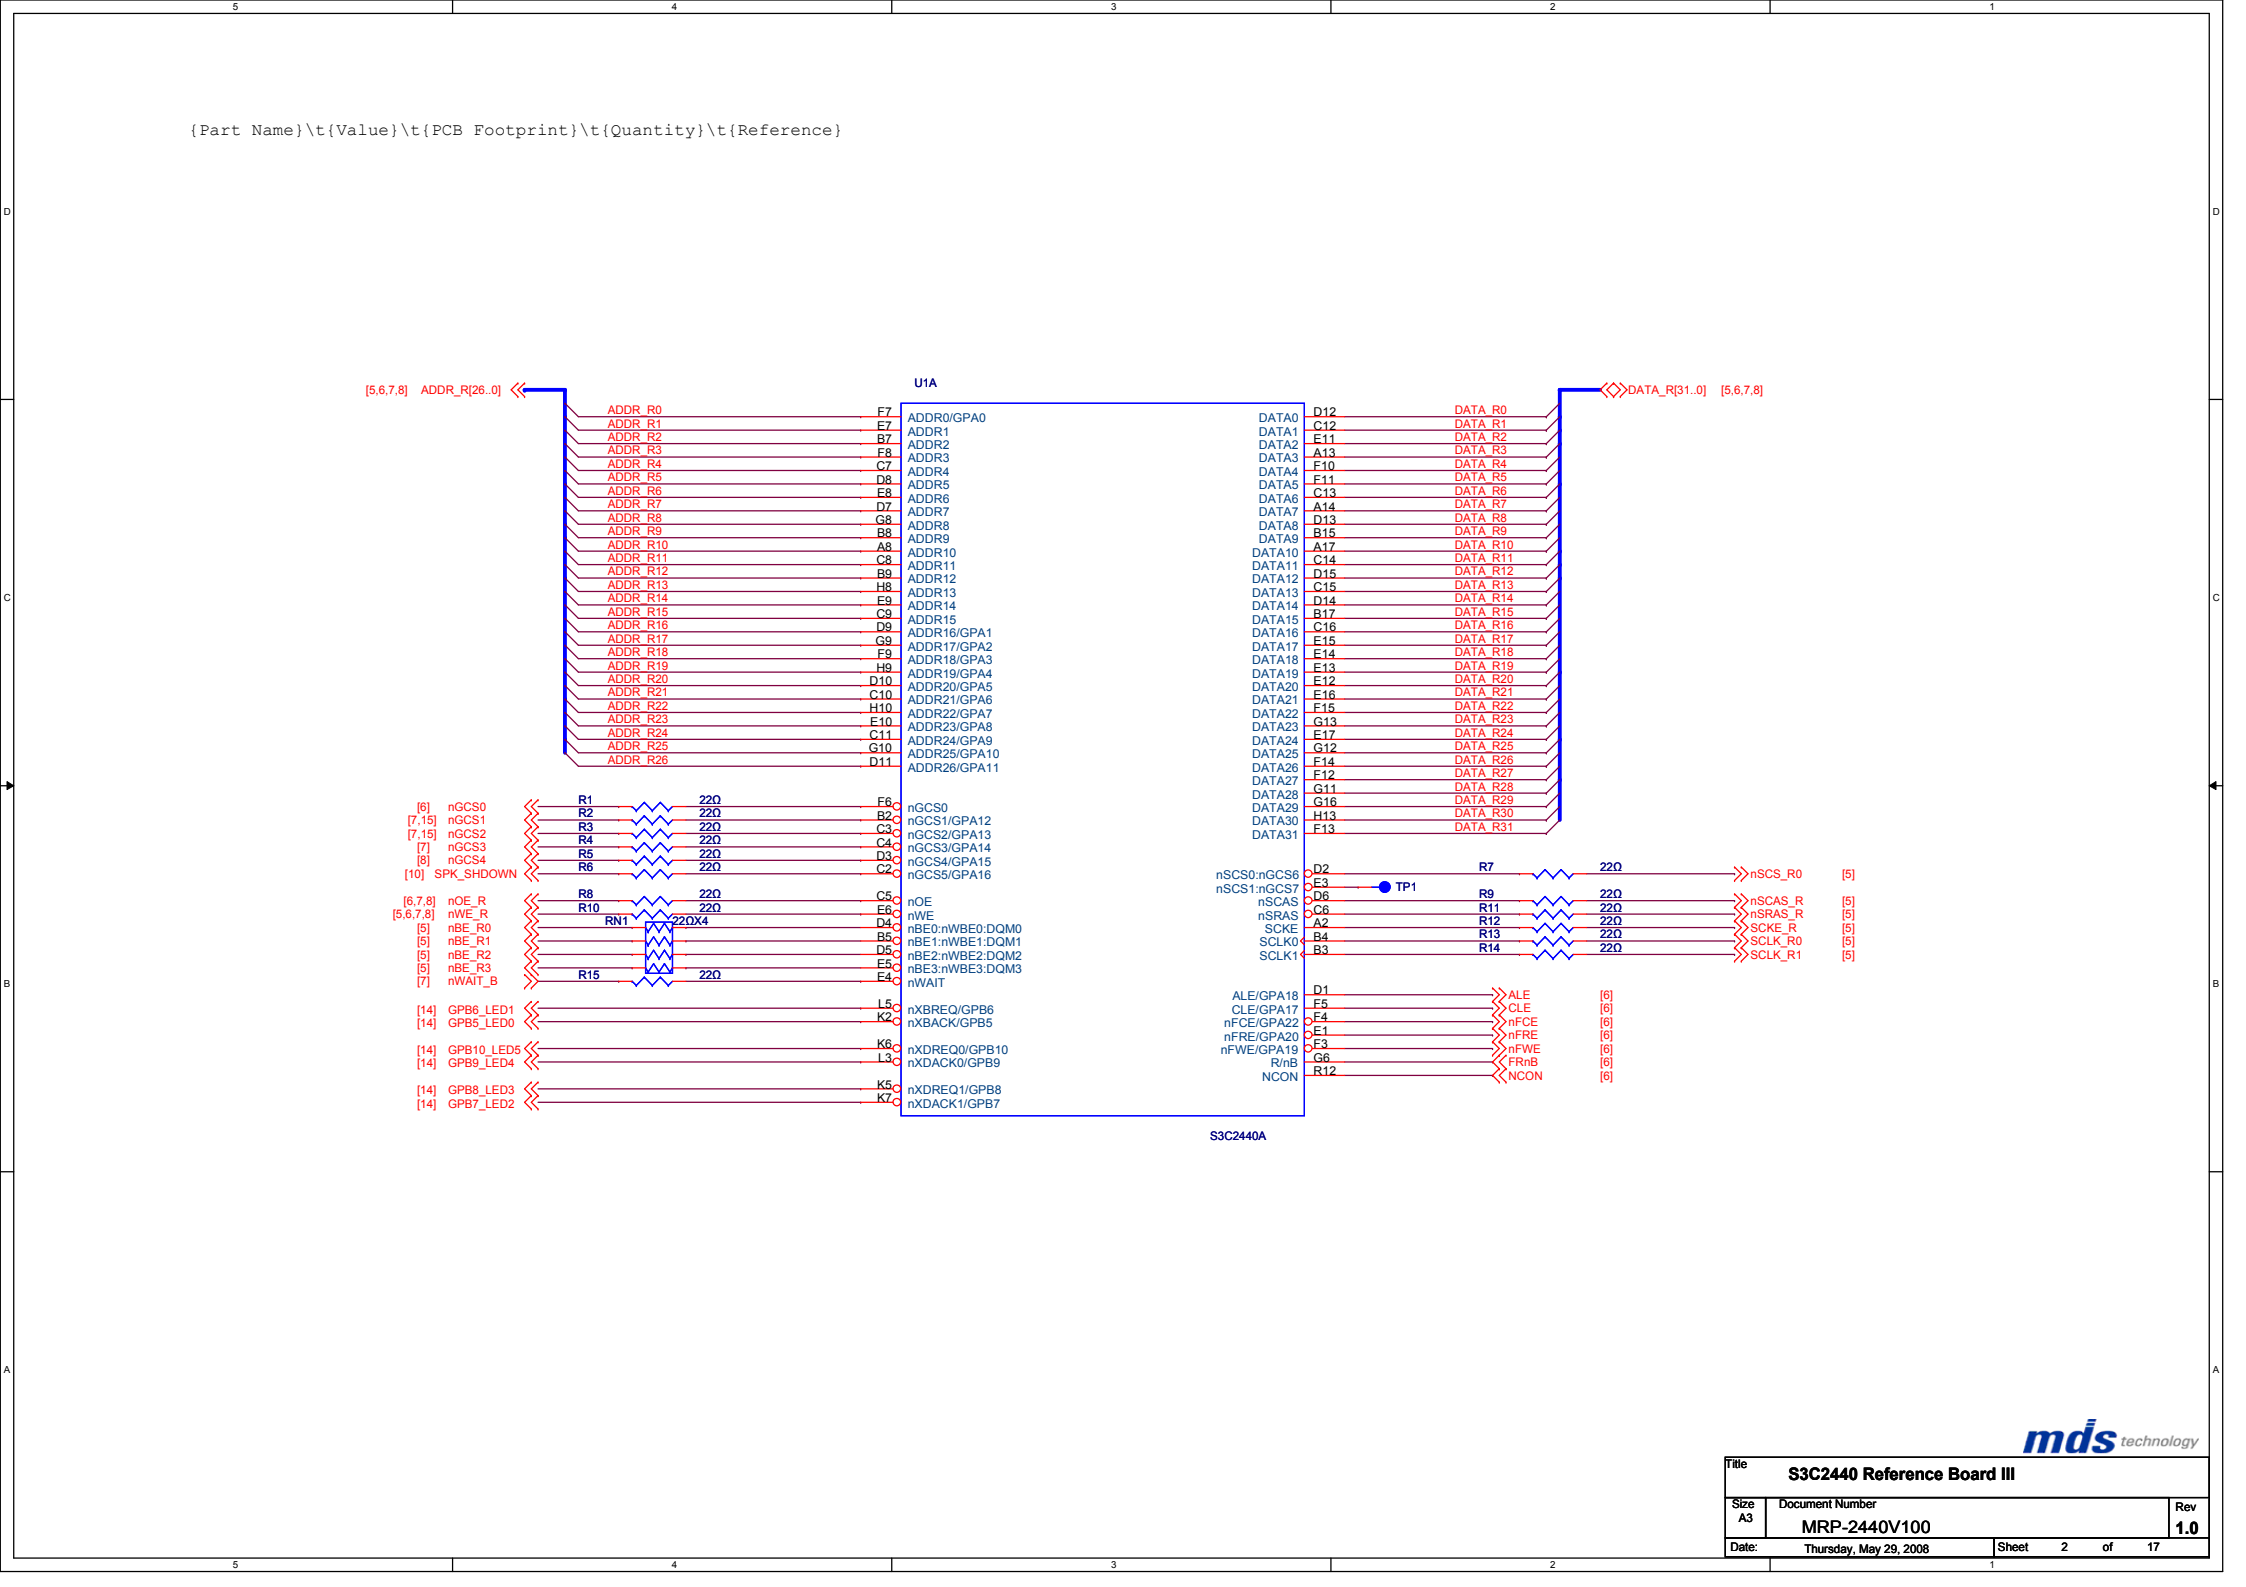 5 4 3 2 1
{Part Name}\t{Value}\t{PCB Footprint}\t{Quantity}\t{Reference}
D D
U1A
[5,6,7,8] ADDR_R[26..0] DATA_R[31..0] [5,6,7,8]
ADDR_R0 F7 ADDR0/GPA0 DATA0 D12 DATA_R0
ADDR_R1 E7 ADDR1 DATA1 C12 DATA_R1
ADDR_R2 B7 ADDR2 DATA2 E11 DATA_R2
ADDR_R3 F8 ADDR3 DATA3 A13 DATA_R3
ADDR_R4 C7 ADDR4 DATA4 F10 DATA_R4
ADDR_R5 D8 ADDR5 DATA5 F11 DATA_R5
ADDR_R6 E8 ADDR6 DATA6 C13 DATA_R6
ADDR_R7 D7 ADDR7 DATA7 A14 DATA_R7
ADDR_R8 G8 ADDR8 DATA8 D13 DATA_R8
ADDR_R9 B8 ADDR9 DATA9 B15 DATA_R9
ADDR_R10 A8 ADDR10 DATA10 A17 DATA_R10
ADDR_R11 C8 ADDR11 DATA11 C14 DATA_R11
ADDR_R12 B9 ADDR12 DATA12 D15 DATA_R12
ADDR_R13 H8 ADDR13 DATA13 C15 DATA_R13
C ADDR_R14 E9 ADDR14 DATA14 D14 DATA_R14 C
ADDR_R15 C9 ADDR15 DATA15 B17 DATA_R15
ADDR_R16 D9 ADDR16/GPA1 DATA16 C16 DATA_R16
ADDR_R17 G9 ADDR17/GPA2 DATA17 E15 DATA_R17
ADDR_R18 F9 ADDR18/GPA3 DATA18 E14 DATA_R18
ADDR_R19 H9 ADDR19/GPA4 DATA19 E13 DATA_R19
ADDR_R20 D10 ADDR20/GPA5 DATA20 E12 DATA_R20
ADDR_R21 C10 ADDR21/GPA6 DATA21 E16 DATA_R21
ADDR_R22 H10 ADDR22/GPA7 DATA22 F15 DATA_R22
ADDR_R23 E10 ADDR23/GPA8 DATA23 G13 DATA_R23
ADDR_R24 C11 ADDR24/GPA9 DATA24 E17 DATA_R24
ADDR_R25 G10 ADDR25/GPA10 DATA25 G12 DATA_R25
ADDR_R26 D11 ADDR26/GPA11 DATA26 F14 DATA_R26
DATA27 F12 DATA_R27
DATA28 G11 DATA_R28
[6] nGCS0 R1 22Ω F6 nGCS0 DATA29 G16 DATA_R29
[7,15] nGCS1 R2 22Ω B2 nGCS1/GPA12 DATA30 H13 DATA_R30
[7,15] nGCS2 R3 22Ω C3 nGCS2/GPA13 DATA31 F13 DATA_R31
[7] nGCS3 R4 22Ω C4 nGCS3/GPA14
[8] nGCS4 R5 22Ω D3 nGCS4/GPA15
[10] SPK_SHDOWN R6 22Ω C2 nGCS5/GPA16 nSCS0:nGCS6 D2 R7 22Ω nSCS_R0 [5]
nSCS1:nGCS7 E3 TP1
[6,7,8] nOE_R R8 22Ω C5 nOE nSCAS D6 R9 22Ω nSCAS_R [5]
[5,6,7,8] nWE_R R10 22Ω E6 nWE nSRAS C6 R11 22Ω nSRAS_R [5]
[5] nBE_R0 RN1 22ΩX4 D4 nBE0:nWBE0:DQM0 SCKE A2 R12 22Ω SCKE_R [5]
[5] nBE_R1 B5 nBE1:nWBE1:DQM1 SCLK0 B4 R13 22Ω SCLK_R0 [5]
[5] nBE_R2 D5 nBE2:nWBE2:DQM2 SCLK1 B3 R14 22Ω SCLK_R1 [5]
[5] nBE_R3 E5 nBE3:nWBE3:DQM3
[7] nWAIT_B R15 22Ω E4 nWAIT
B B
ALE/GPA18 D1 ALE [6]
[14] GPB6_LED1 L5 nXBREQ/GPB6 CLE/GPA17 F5 CLE [6]
[14] GPB5_LED0 K2 nXBACK/GPB5 nFCE/GPA22 F4 nFCE [6]
nFRE/GPA20 E1 nFRE [6]
[14] GPB10_LED5 K6 nXDREQ0/GPB10 nFWE/GPA19 F3 nFWE [6]
[14] GPB9_LED4 L3 nXDACK0/GPB9 R/nB G6 FRnB [6]
NCON R12 NCON [6]
[14] GPB8_LED3 K5 nXDREQ1/GPB8
[14] GPB7_LED2 K7 nXDACK1/GPB7
S3C2440A
A A
mds technology
Title
S3C2440 Reference Board III
Size Document Number Rev
A3 MRP-2440V100 1.0
Date: Thursday, May 29, 2008 Sheet 2 of 17
5 4 3 2 1